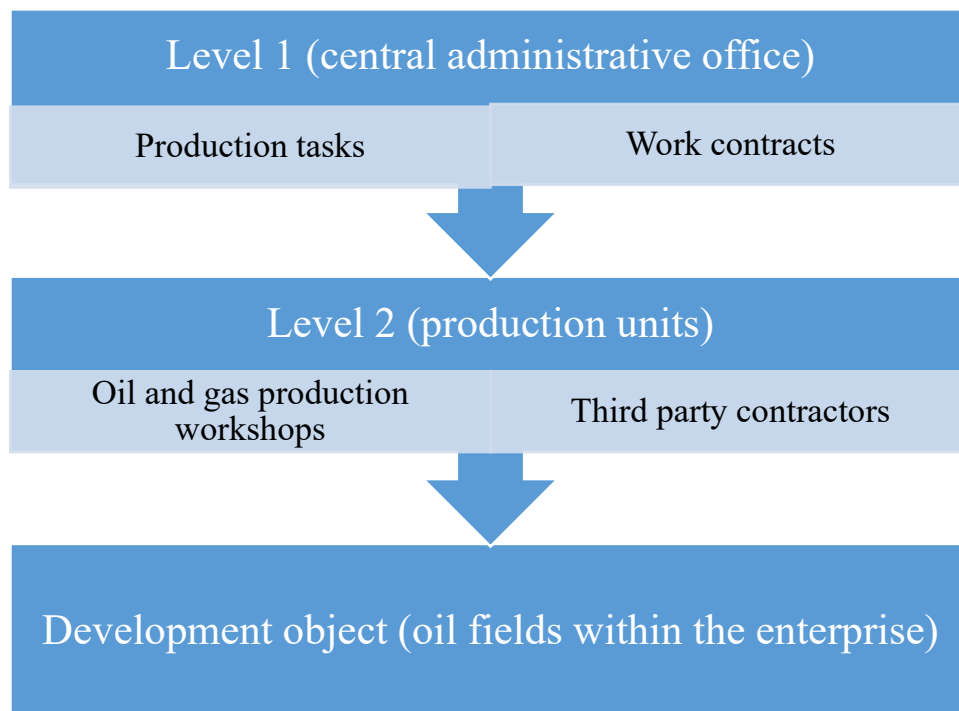 Level 1 (central administrative office)
Production tasks
Work contracts
Level 2 (production units)
Oil and gas production
workshops
Third party contractors
Development object (oil fields within the enterprise)